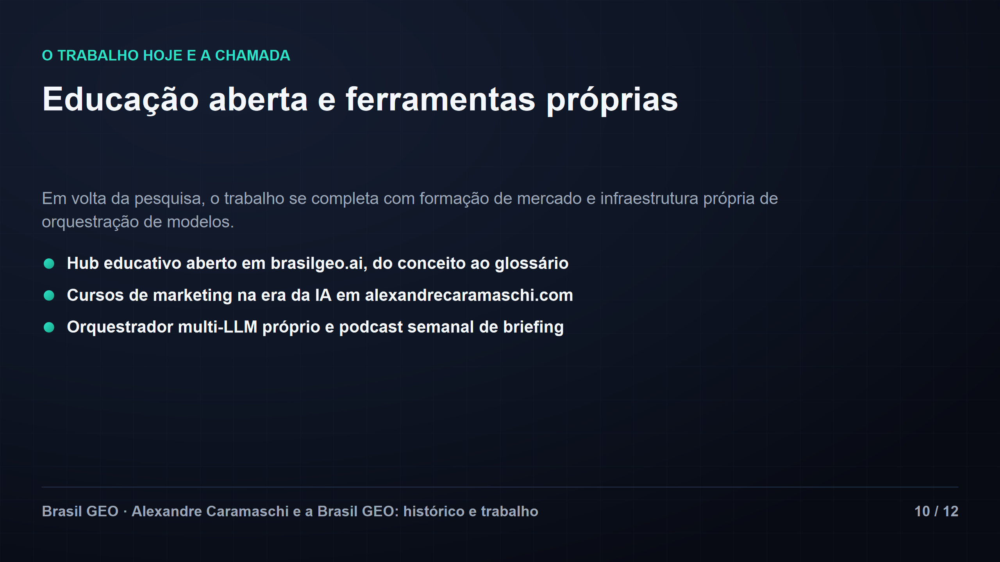 O TRABALHO HOJE E A CHAMADA
Educação aberta e ferramentas próprias
Em volta da pesquisa, o trabalho se completa com formação de mercado e infraestrutura própria de
orquestração de modelos.
Hub educativo aberto em brasilgeo.ai, do conceito ao glossário
Cursos de marketing na era da IA em alexandrecaramaschi.com
Orquestrador multi-LLM próprio e podcast semanal de briefing
Brasil GEO · Alexandre Caramaschi e a Brasil GEO: histórico e trabalho
10 / 12